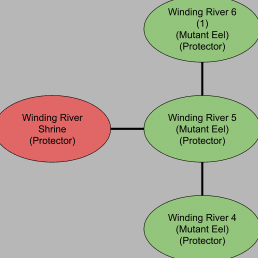 Winding River 6
(1)
(Mutant Eel)
(Protector)
Winding River
Shrine
(Protector)
Winding River 5
(Mutant Eel)
(Protector)
Winding River 4
(Mutant Eel)
(Protector)